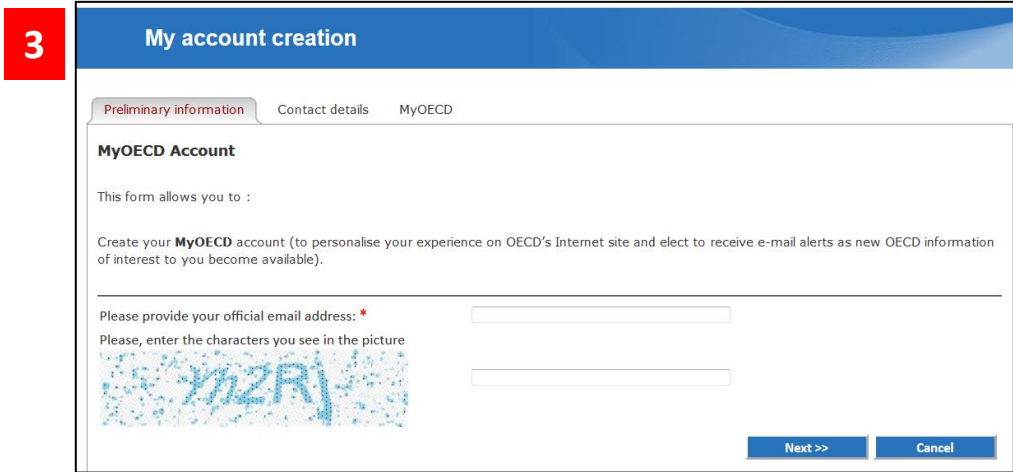 3
My account creation
Preliminary information Contact details MyOECD
MyOECD Account
This form allows you to :
Create your MyOECD account (to personalise your experience on OECD's Internet site and elect to receive e-mail alerts as new OECD information
of interest to you become available).
Please provide your official email address: *
Please, enter the characters you see in the picture
m2Rj
Next >> Cancel